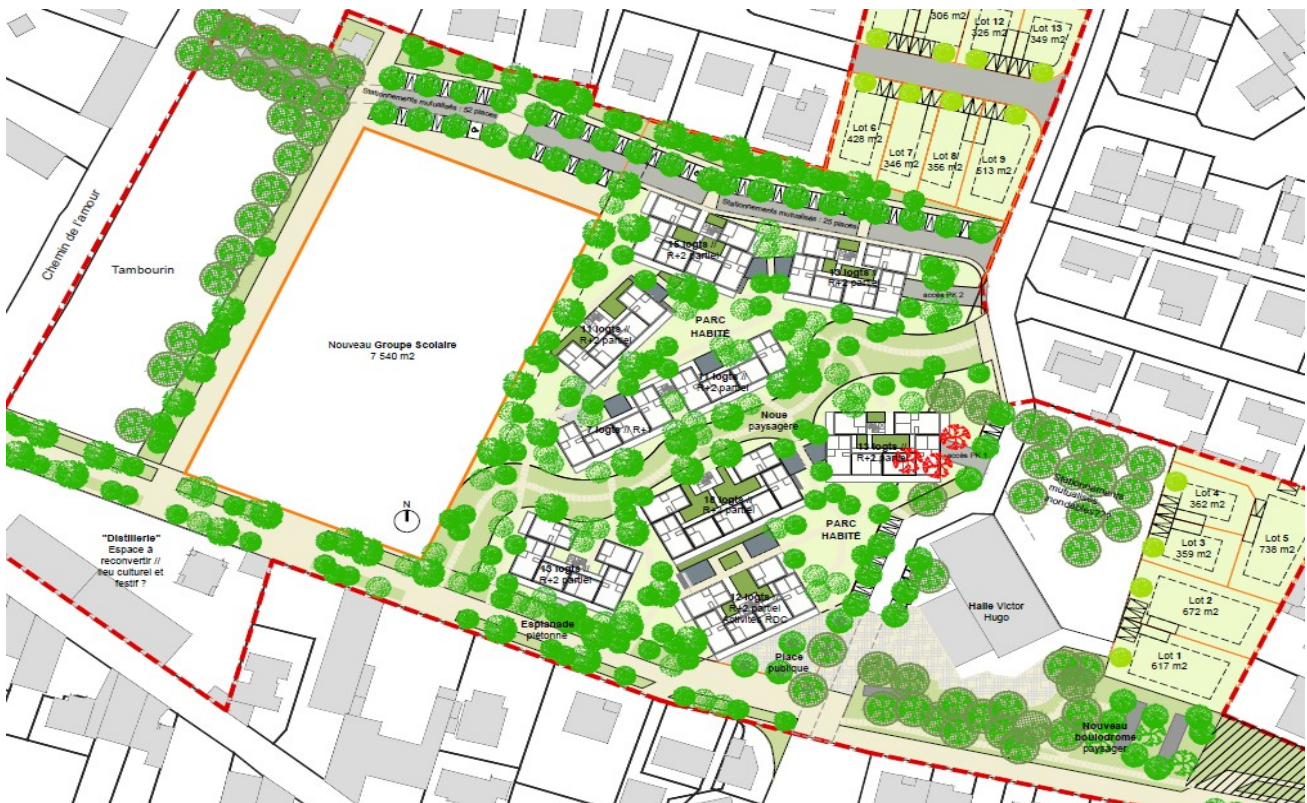 306 m2
Lot 12
326 m2
Lot 13
349 m2
Stationnements mutualisés : 52 places
Lot 6
428 m2
Lot 7
346 m2
Lot 8
356 m2
Lot 9
513 m2
Stationnements mutualisés : 25 places
Chemin de l'amour
Tambourin
15 logts //
R+2 partiel
13 logts //
R+2 partiel
accès PK 2
PARC
HABITÉ
11 logts //
R+2 partiel
Nouveau Groupe Scolaire
7 540 m2
11 logts //
R+2 partiel
7 logts // R+1
Noue
paysagère
13 logts //
R+2 partiel
accès PK 1
Stationnements
mutualisés
inondables
Lot 4
362 m2
Lot 3
359 m2
Lot 5
738 m2
18 logts //
R+2 partiel
PARC
HABITÉ
N
"Distillerie"
Espace à
reconvertir //
lieu culturel et
festif ?
13 logts //
R+2 partiel
12 logts //
R+2 partiel
Activités RDC
Halle Victor
Hugo
Lot 2
672 m2
Lot 1
617 m2
Esplanade
piétonne
Place
publique
Nouveau
boulodrome
paysager